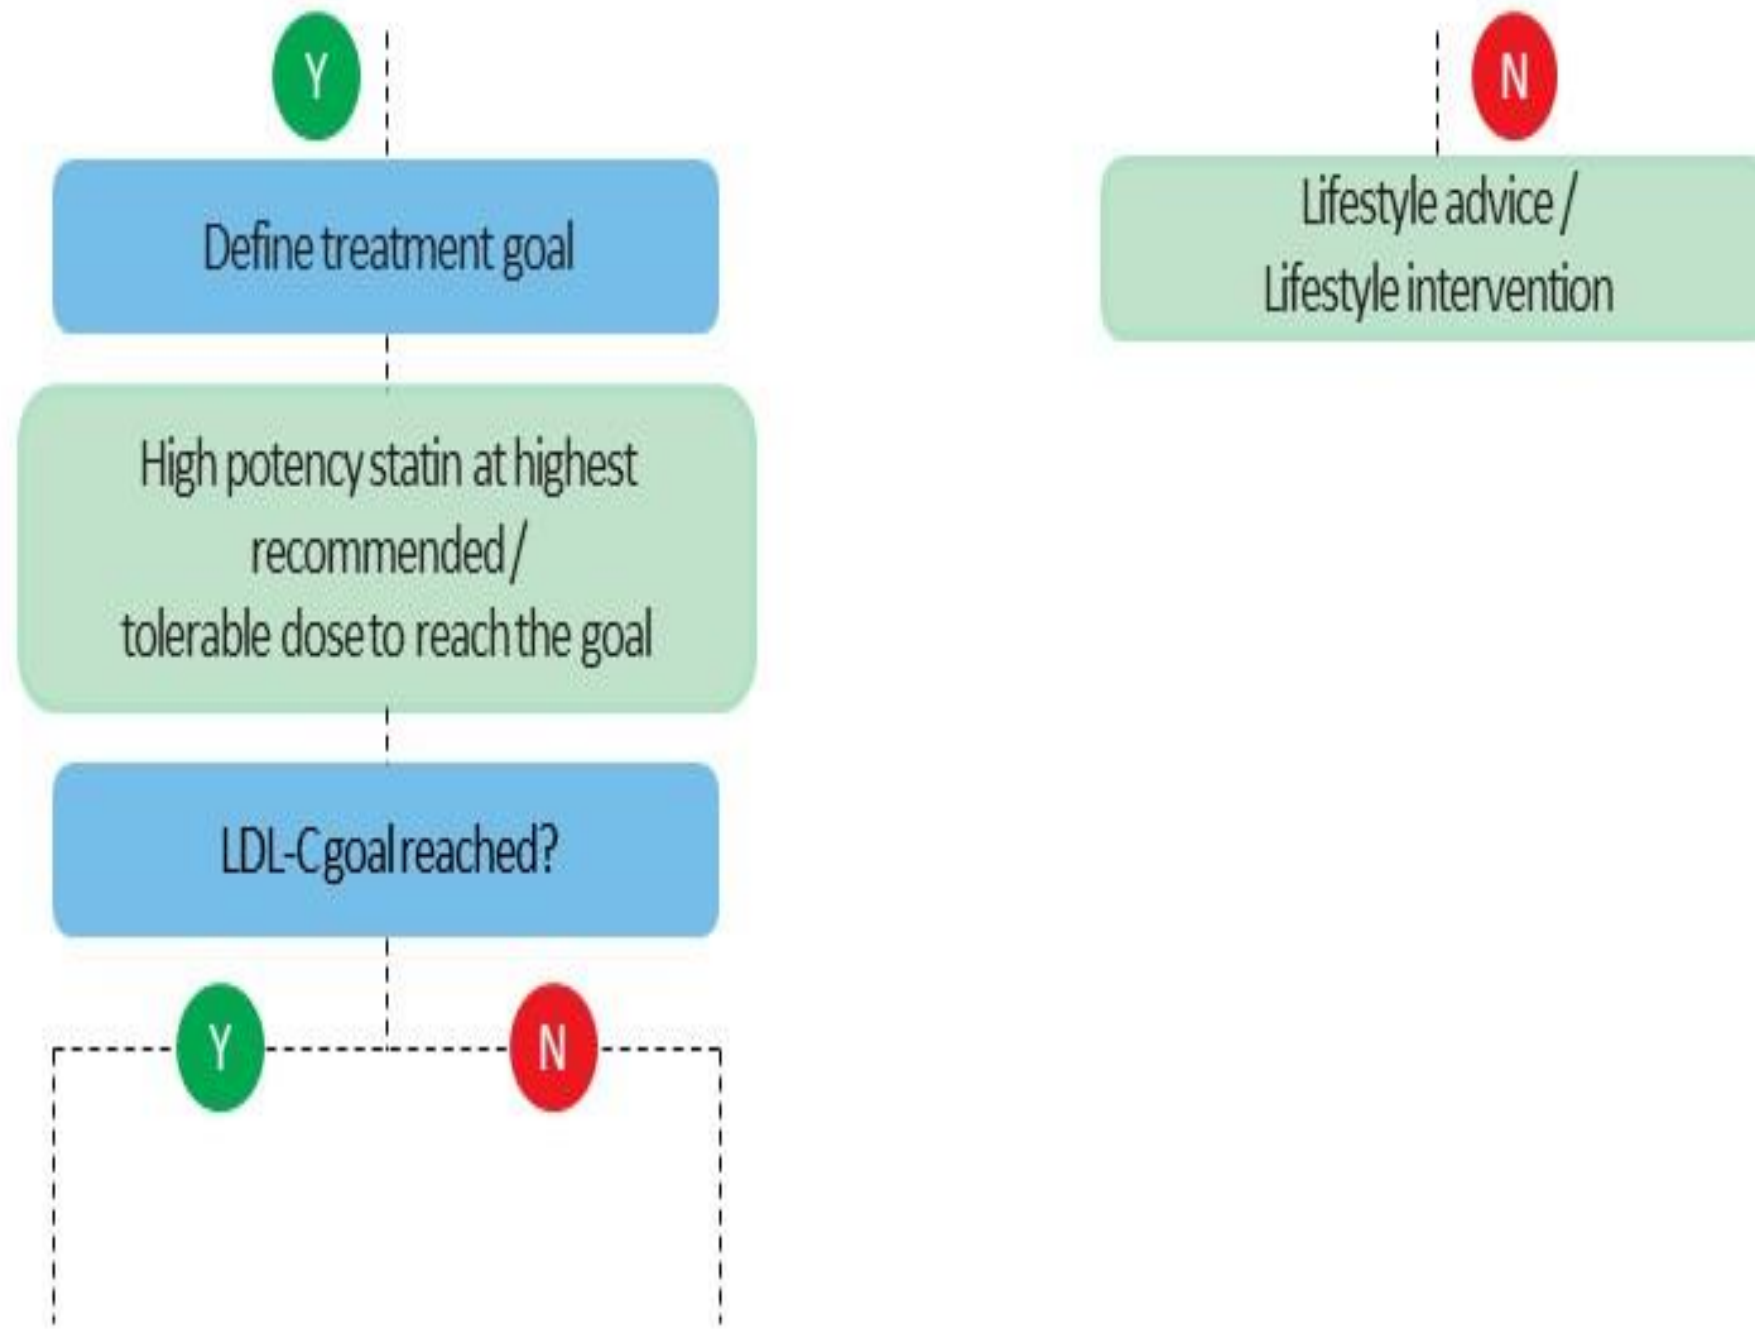 Y
N
Define treatment goal
Lifestyle advice /
Lifestyle intervention
High potency statin at highest
recommended /
tolerable dose to reach the goal
LDL-C goal reached?
Y
N